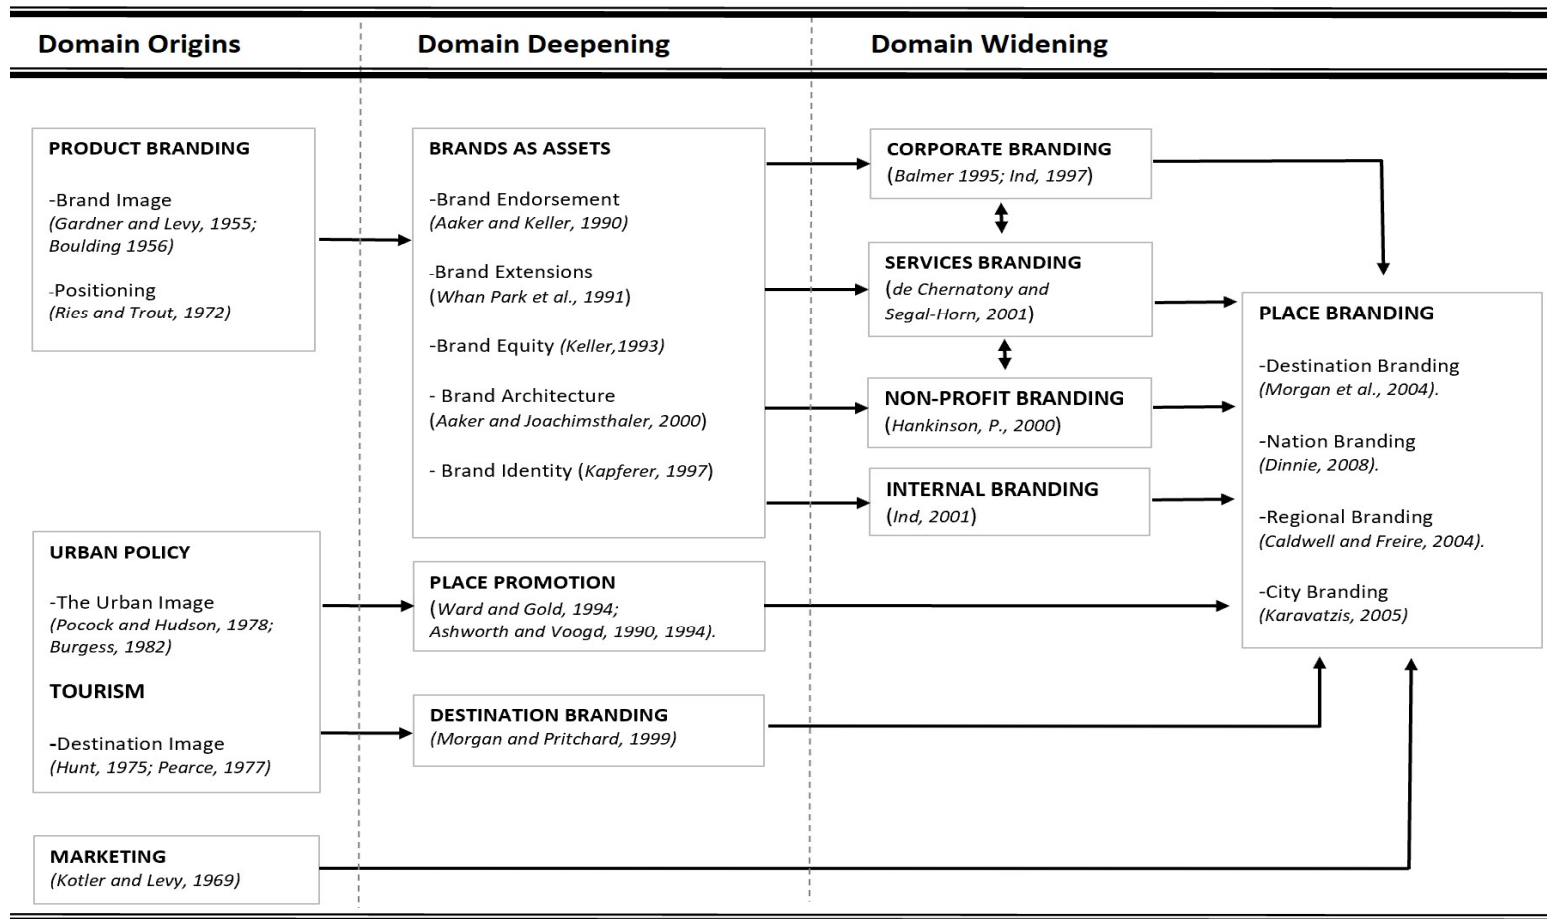 Domain Origins
Domain Deepening
Domain Widening
PRODUCT BRANDING
-Brand Image
(Gardner and Levy, 1955;
Boulding 1956)
-Positioning
(Ries and Trout, 1972)
URBAN POLICY
-The Urban Image
(Pocock and Hudson, 1978;
Burgess, 1982)
TOURISM
-Destination Image
(Hunt, 1975; Pearce, 1977)
MARKETING
(Kotler and Levy, 1969)
BRANDS AS ASSETS
-Brand Endorsement
(Aaker and Keller, 1990)
-Brand Extensions
(Whan Park et al., 1991)
-Brand Equity (Keller,1993)
- Brand Architecture
(Aaker and Joachimsthaler, 2000)
- Brand Identity (Kapferer, 1997)
PLACE PROMOTION
(Ward and Gold, 1994;
Ashworth and Voogd, 1990, 1994).
DESTINATION BRANDING
(Morgan and Pritchard, 1999)
CORPORATE BRANDING
(Balmer 1995; Ind, 1997)
SERVICES BRANDING
(de Chernatony and
Segal-Horn, 2001)
NON-PROFIT BRANDING
(Hankinson, P., 2000)
INTERNAL BRANDING
(Ind, 2001)
PLACE BRANDING
-Destination Branding
(Morgan et al., 2004).
-Nation Branding
(Dinnie, 2008).
-Regional Branding
(Caldwell and Freire, 2004).
-City Branding
(Karavatzis, 2005)